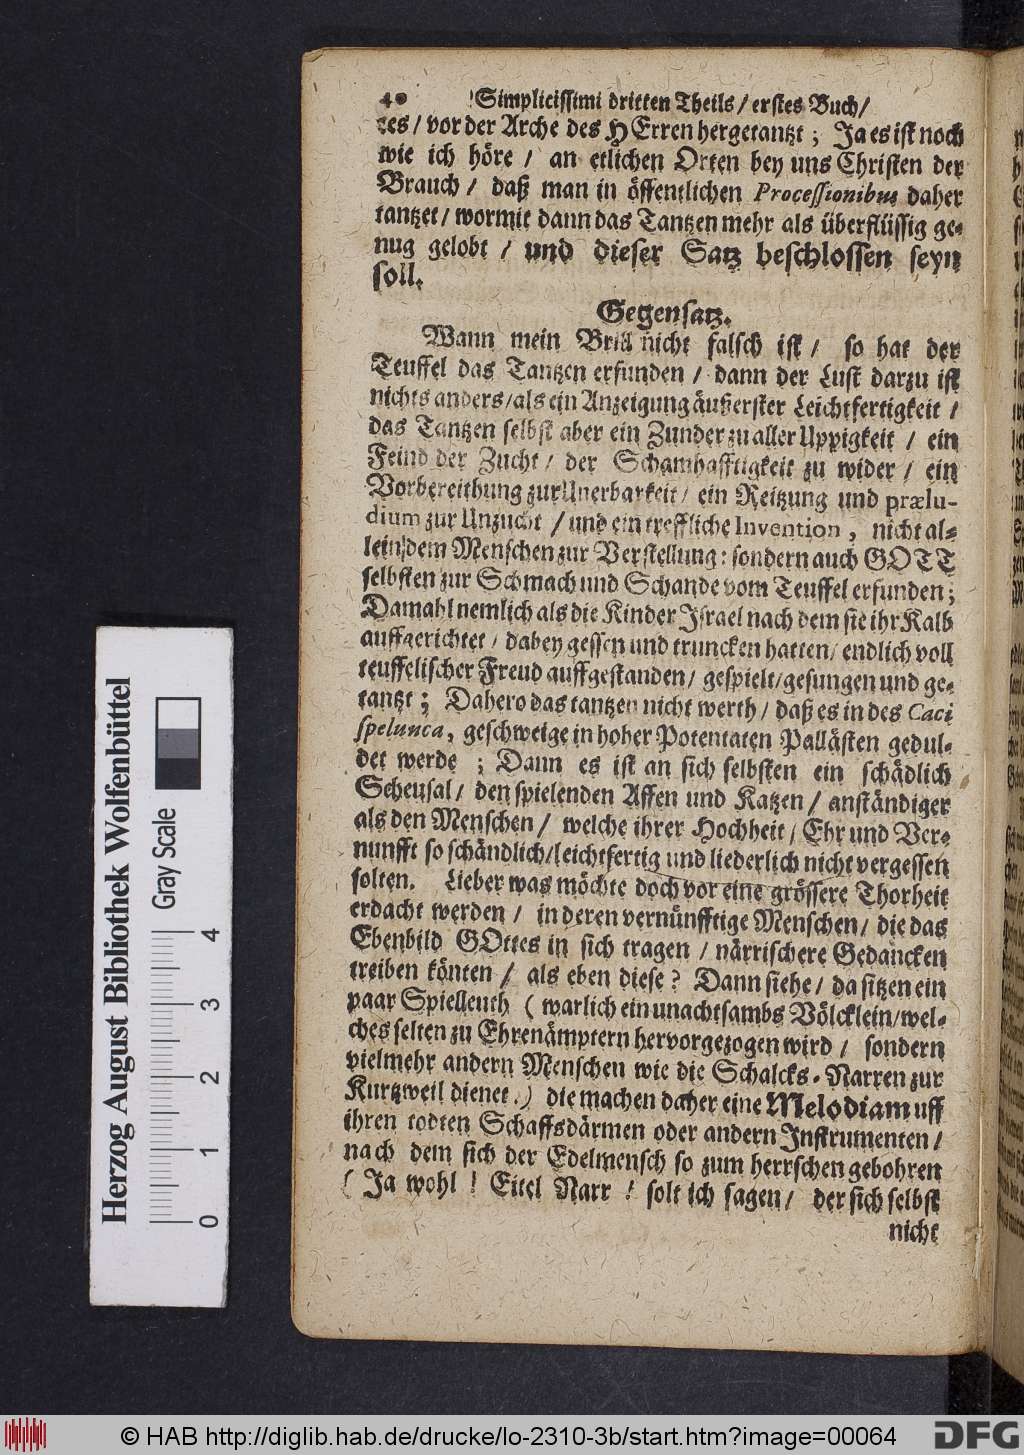 40 Simplicissimi dritten Theils / erstes Buch /
tes / vor der Arche des HErren hergetantzt ; Ja es ist noch
wie ich höre / an etlichen Orten bey uns Christen der
Brauch / daß man in öffentlichen Processionibus daher
tantzet / wormit dann das Tantzen mehr als überflüssig ge-
nug gelobt / und dieser Satz beschlossen seyn
soll.
Gegensatz.
Wann mein Brill nicht falsch ist / so hat der
Teuffel das Tantzen erfunden / dann der Lust darzu ist
nichts anders / als ein Anzeigung äußerster Leichtfertigkeit /
das Tantzen selbst aber ein Zunder zu aller Uppigkeit / ein
Feind der Zucht / der Schamhafftigkeit zu wider / ein
Vorbereithung zur Unerbarkeit / ein Reitzung und prælu-
dium zur Unzucht / und ein treffliche Invention , nicht al-
lein dem Menschen zur Verstellung : sondern auch GOTT
selbsten zur Schmach und Schande vom Teuffel erfunden ;
Damahl nemlich als die Kinder Israel nach dem sie ihr Kalb
auffgerichtet / dabey gessen und truncken hatten / endlich voll
teuffelischer Freud auffgestanden / gespielt / gesungen und ge-
tantzt ; Dahero das tantzen nicht werth / daß es in des Caci
spelunca, geschweige in hoher Potentaten Pallästen gedul-
det werde ; Dann es ist an sich selbsten ein schädlich
Scheusal / den spielenden Affen und Katzen / anständiger
als den Menschen / welche ihrer Hochheit / Ehr und Ver-
nunfft so schändlich / leichtfertig und liederlich nicht vergessen
solten. Lieber was möchte doch vor eine grössere Thorheit
erdacht werden / in deren vernünfftige Menschen / die das
Ebenbild GOttes in sich tragen / närrischere Gedancken
treiben könten / als eben diese ? Dann siehe / da sitzen ein
paar Spielleuth ( warlich ein unachtsambs Völcklein / wel-
ches selten zu Ehrenämptern hervorgezogen wird / sondern
vielmehr andern Menschen wie die Schalcks-Narren zur
Kurtzweil dienet.) die machen daher eine Melodiam uff
ihren todten Schaffsdärmen oder andern Instrumenten /
nach dem sich der Edelmensch so zum herrschen gebohren
( Ja wohl ! Eitel Narr ! solt ich sagen / der sich selbst
nicht
Herzog August Bibliothek Wolfenbüttel
Gray Scale
0 1 2 3 4
© HAB http://diglib.hab.de/drucke/lo-2310-3b/start.htm?image=00064
DFG